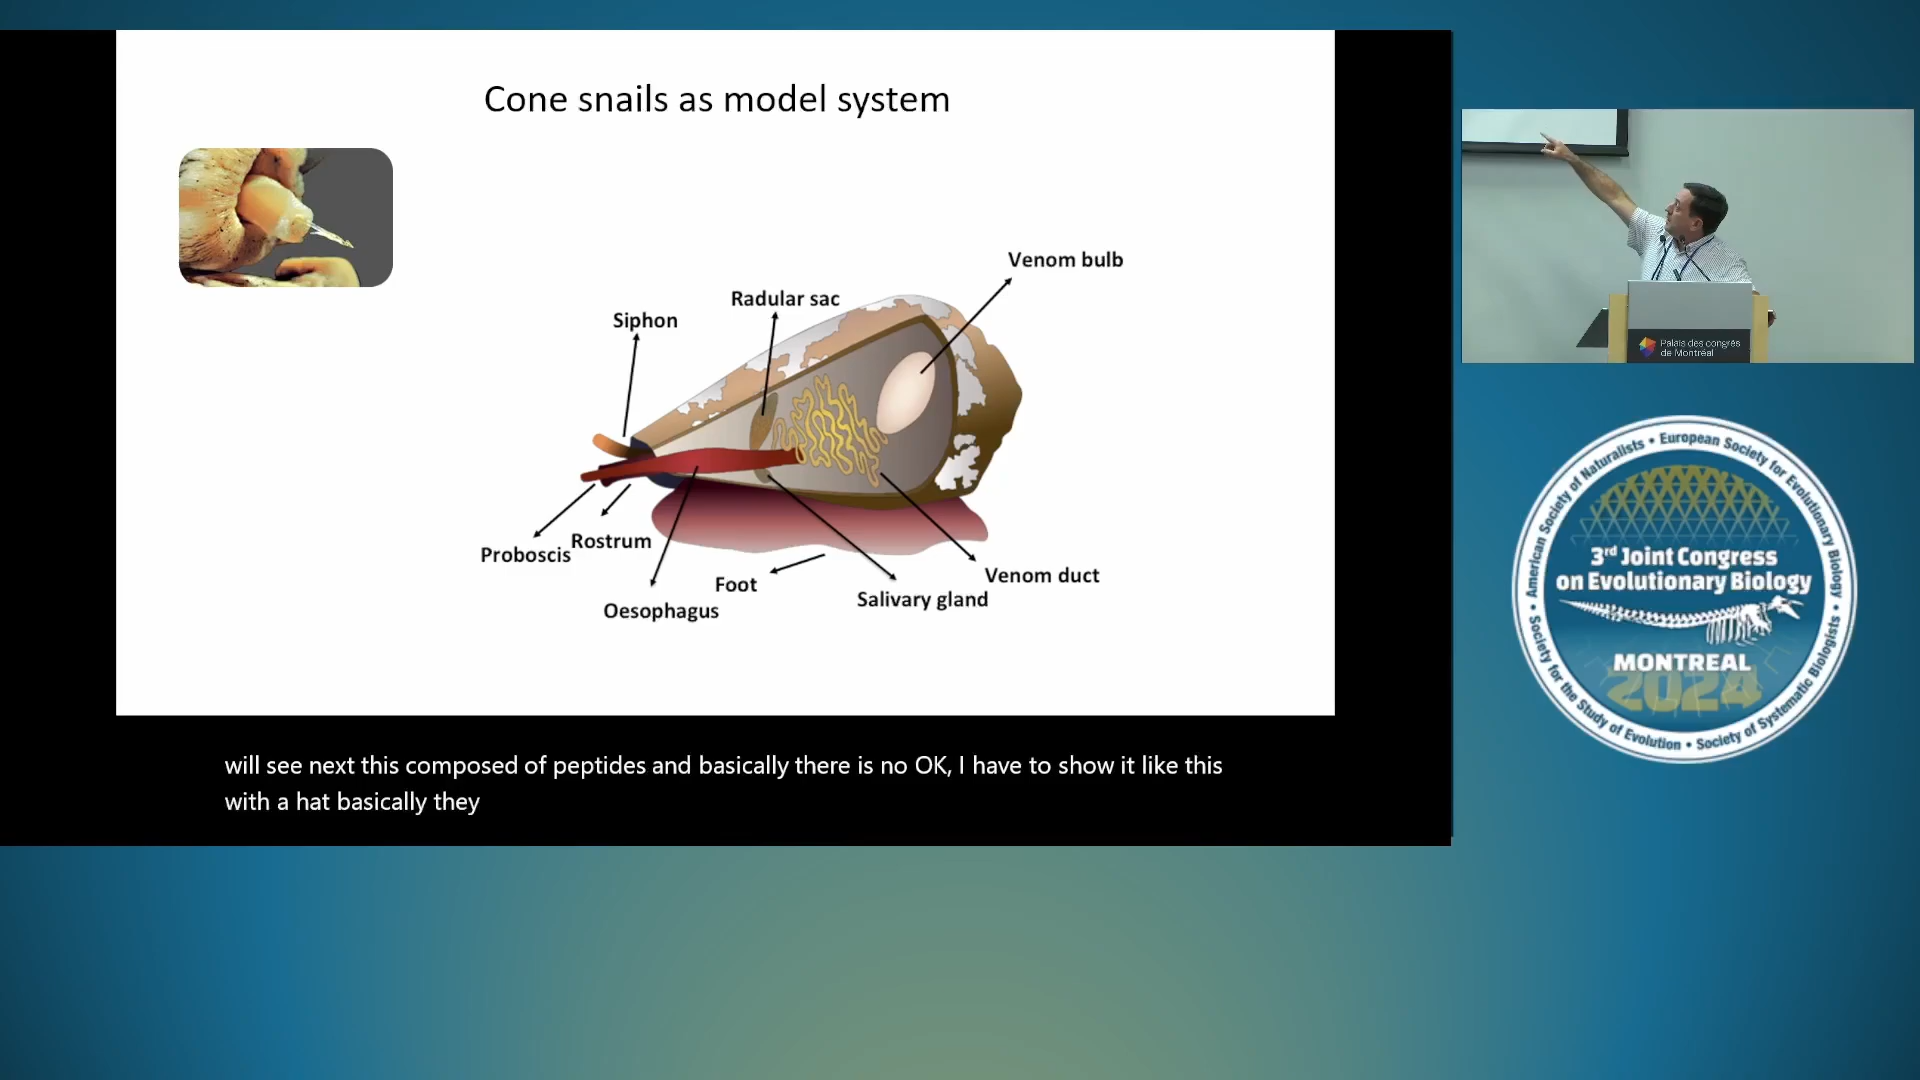 Cone snails as model system
Venom bulb
Radular sac
Siphon
Proboscis
Rostrum
Foot
Oesophagus
Salivary gland
Venom duct
will see next this composed of peptides and basically there is no OK, I have to show it like this
with a hat basically they
Palais des congrès
de Montréal
American Society of Naturalists • European Society for Evolutionary Biology •
Society of Systematic Biologists • Society for the Study of Evolution •
3rd Joint Congress
on Evolutionary Biology
MONTREAL
2024